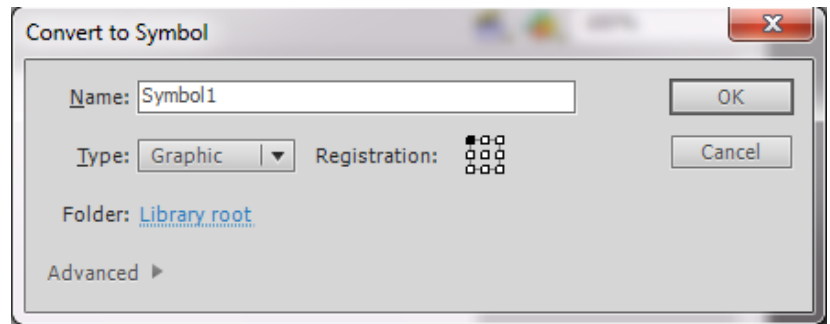 Convert to Symbol
Name: Symbol1
OK
Type: Graphic Registration:
Cancel
Folder: Library root
Advanced